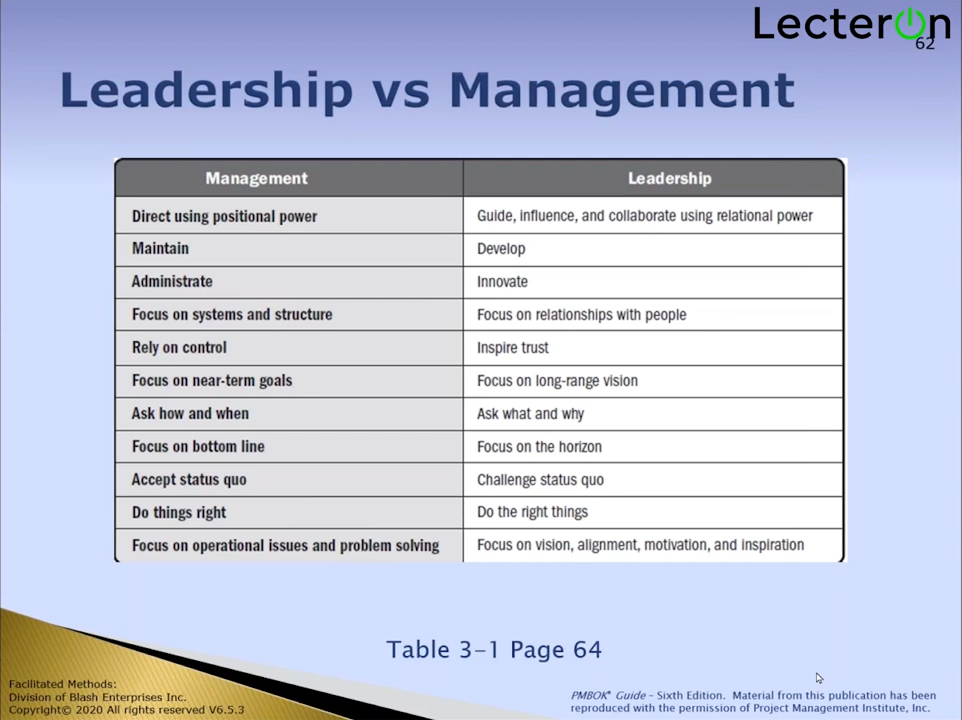 Lecteron
62
Leadership vs Management
Management Leadership
Direct using positional power Guide, influence, and collaborate using relational power
Maintain Develop
Administrate Innovate
Focus on systems and structure Focus on relationships with people
Rely on control Inspire trust
Focus on near-term goals Focus on long-range vision
Ask how and when Ask what and why
Focus on bottom line Focus on the horizon
Accept status quo Challenge status quo
Do things right Do the right things
Focus on operational issues and problem solving Focus on vision, alignment, motivation, and inspiration
Table 3-1 Page 64
Facilitated Methods:
Division of Blash Enterprises Inc.
Copyright© 2020 All rights reserved V6.5.3
PMBOK® Guide – Sixth Edition. Material from this publication has been
reproduced with the permission of Project Management Institute, Inc.